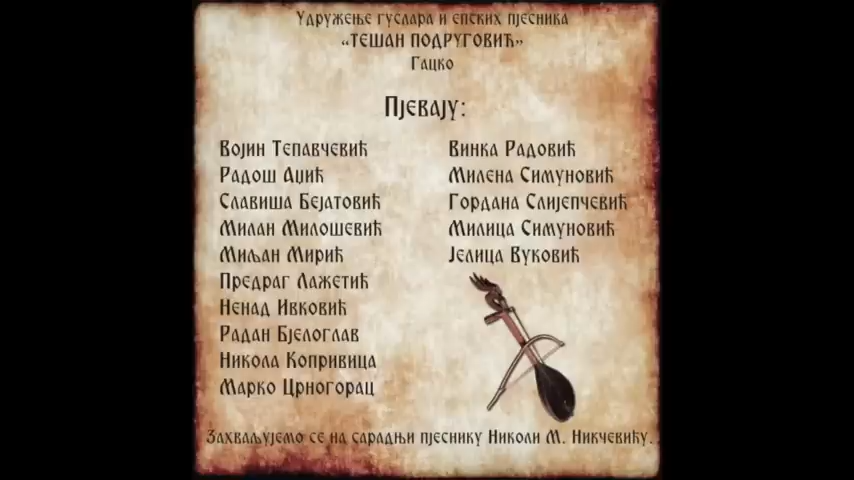 Удружење гуслара и епских пјесника
«ТЕШАН ПОДРУГОВИЋ»
Гацко
Пјевају:
Војин Тепавчевић
Радош Аџић
Славиша Бејатовић
Милан Милошевић
Миљан Мирић
Предраг Лажетић
Ненад Ивковић
Радан Бјелоглав
Никола Копривица
Марко Црногорац
Винка Радовић
Милена Симуновић
Гордана Слијепчевић
Милица Симуновић
Јелица Вуковић
Захваљујемо се на сарадњи пјеснику Николи М. Никчевићу.